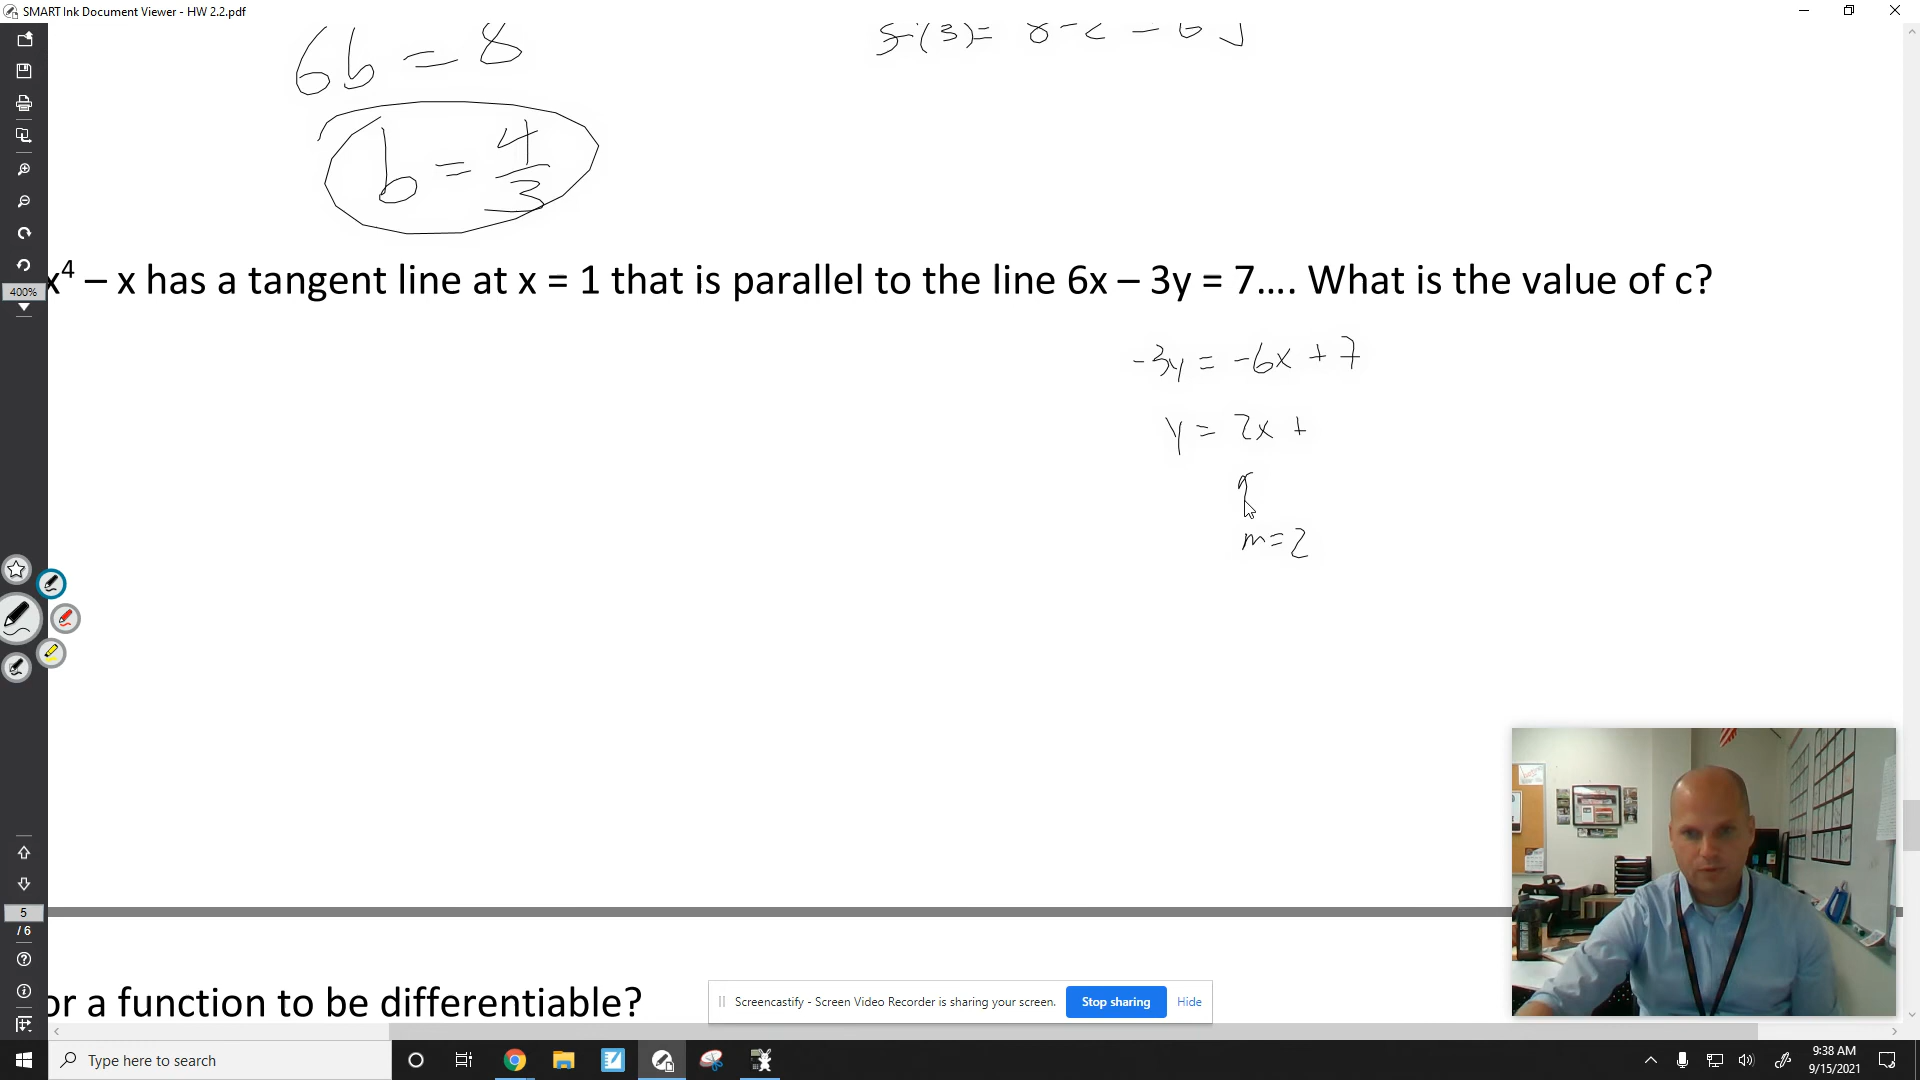 SMART Ink Document Viewer - HW 2.2.pdf
6b = 8
b = 4/3
x⁴ – x has a tangent line at x = 1 that is parallel to the line 6x – 3y = 7.... What is the value of c?
-3y = -6x + 7
y = 2x +
m = 2
400%
5
/ 6
or a function to be differentiable?
Screencastify - Screen Video Recorder is sharing your screen.
Stop sharing
Hide
Type here to search
9:38 AM
9/15/2021